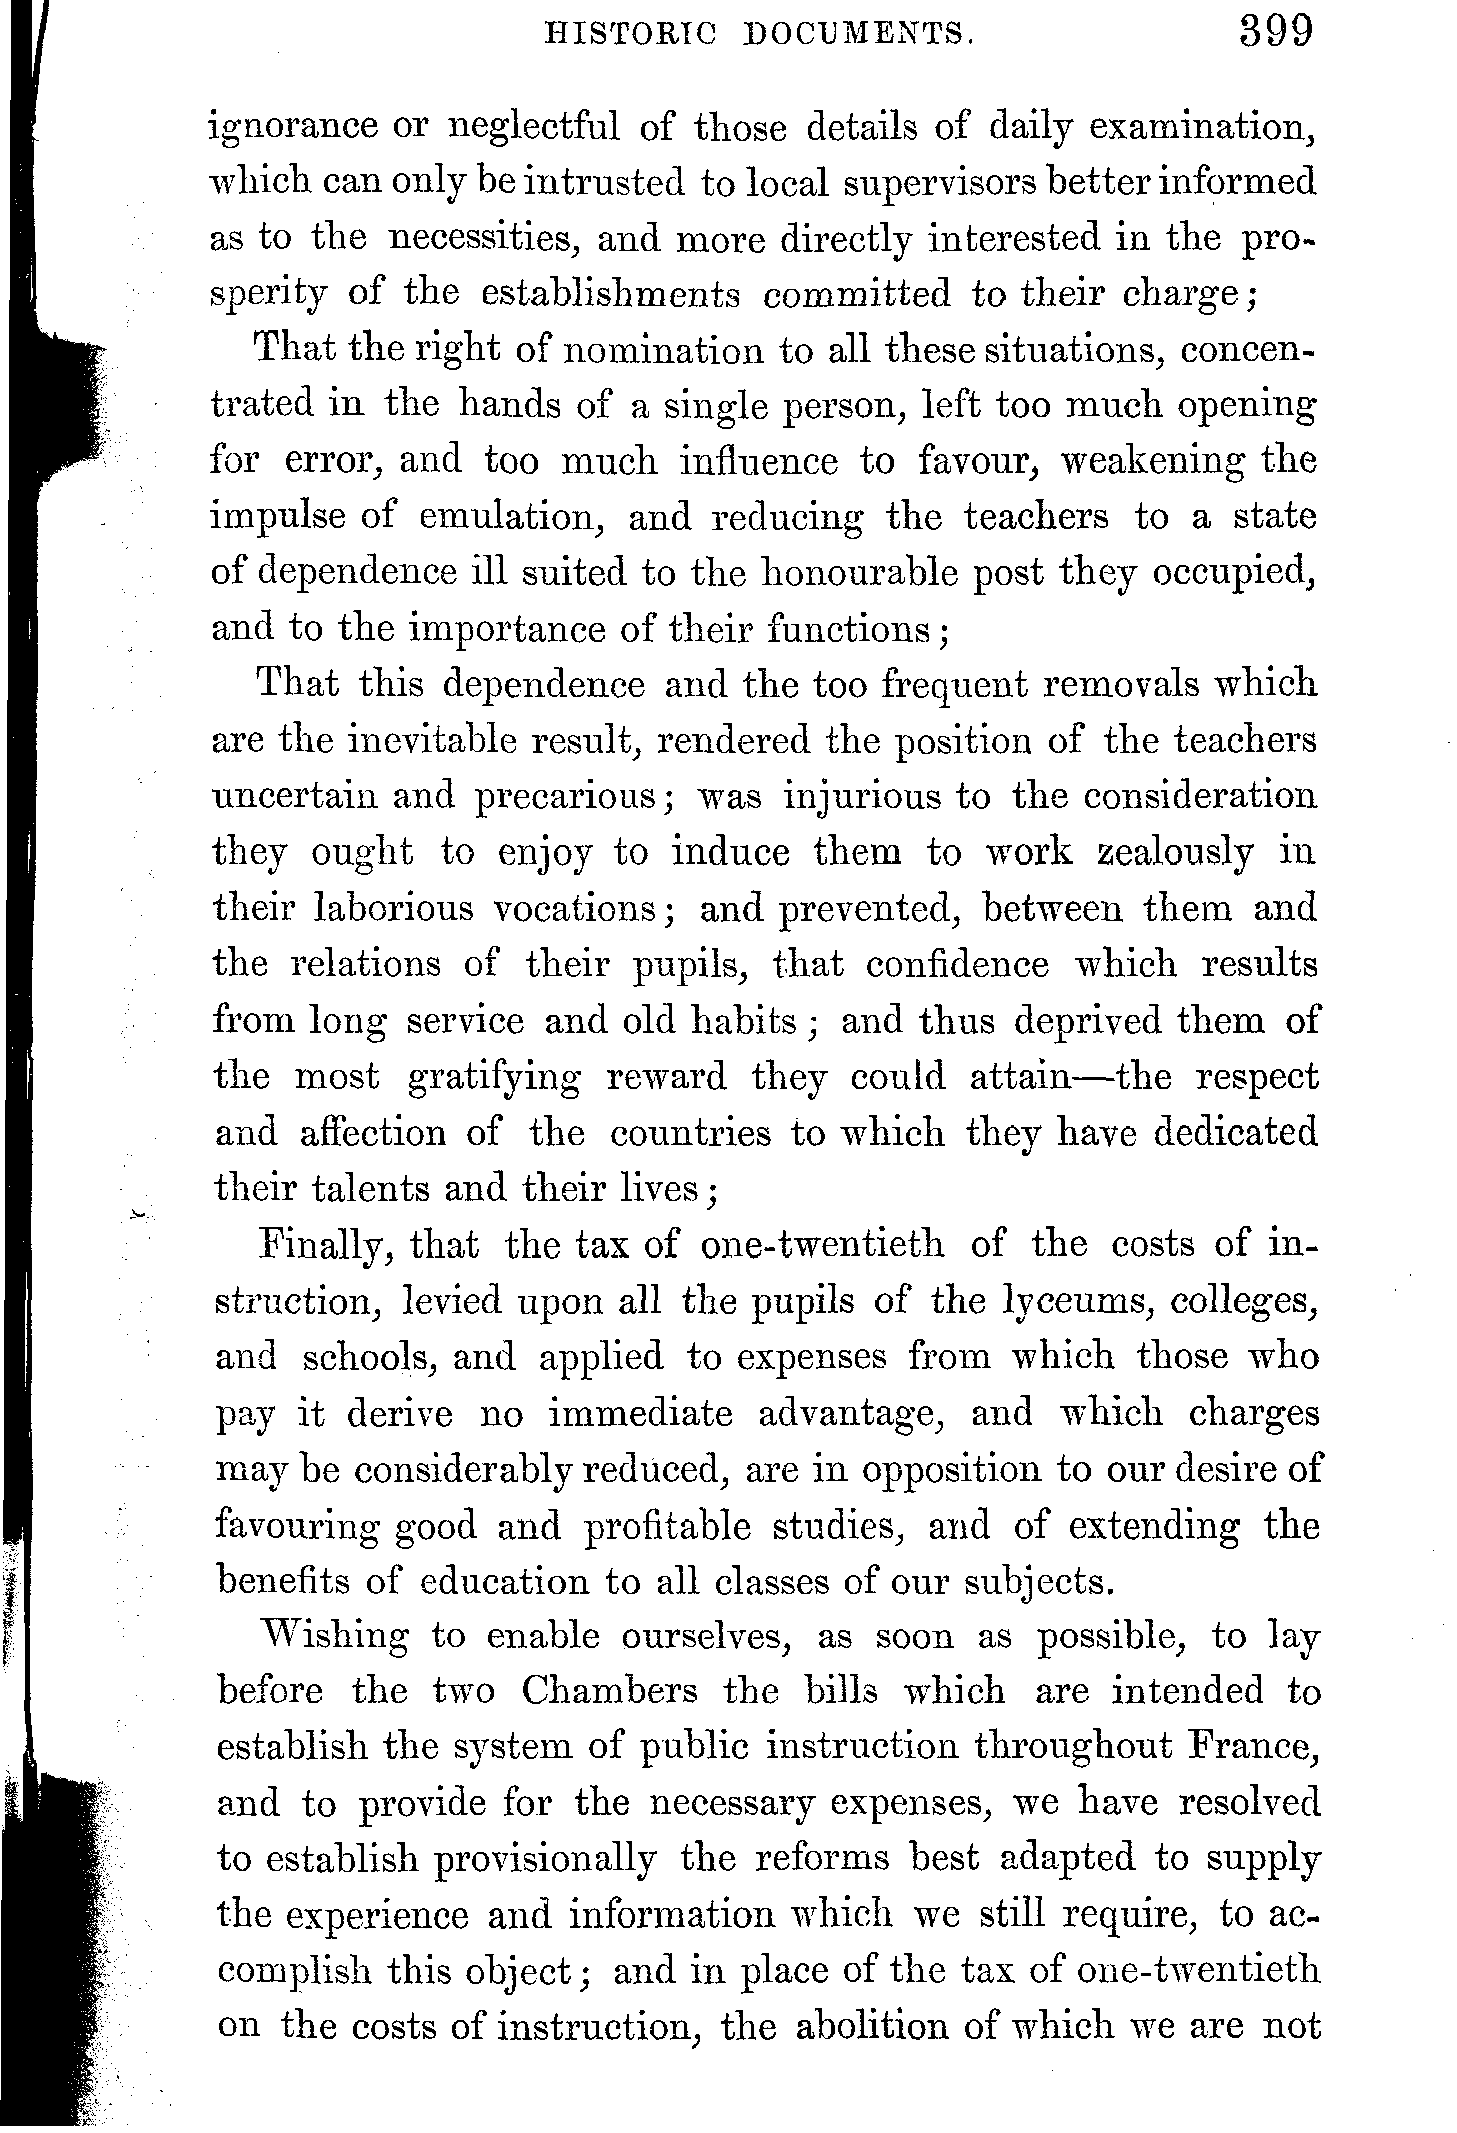 HISTORIC DOCUMENTS. 399
ignorance or neglectful of those details of daily examination,
which can only be intrusted to local supervisors better informed
as to the necessities, and more directly interested in the pro-
sperity of the establishments committed to their charge;
That the right of nomination to all these situations, concen-
trated in the hands of a single person, left too much opening
for error, and too much influence to favour, weakening the
impulse of emulation, and reducing the teachers to a state
of dependence ill suited to the honourable post they occupied,
and to the importance of their functions;
That this dependence and the too frequent removals which
are the inevitable result, rendered the position of the teachers
uncertain and precarious; was injurious to the consideration
they ought to enjoy to induce them to work zealously in
their laborious vocations; and prevented, between them and
the relations of their pupils, that confidence which results
from long service and old habits; and thus deprived them of
the most gratifying reward they could attain—the respect
and affection of the countries to which they have dedicated
their talents and their lives;
Finally, that the tax of one-twentieth of the costs of in-
struction, levied upon all the pupils of the lyceums, colleges,
and schools, and applied to expenses from which those who
pay it derive no immediate advantage, and which charges
may be considerably reduced, are in opposition to our desire of
favouring good and profitable studies, and of extending the
benefits of education to all classes of our subjects.
Wishing to enable ourselves, as soon as possible, to lay
before the two Chambers the bills which are intended to
establish the system of public instruction throughout France,
and to provide for the necessary expenses, we have resolved
to establish provisionally the reforms best adapted to supply
the experience and information which we still require, to ac-
complish this object; and in place of the tax of one-twentieth
on the costs of instruction, the abolition of which we are not